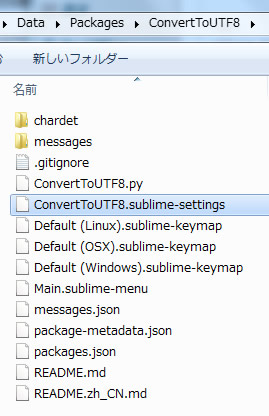 Data ▸ Packages ▸ ConvertToUTF8 ▸
新しいフォルダー
名前
chardet
messages
.gitignore
ConvertToUTF8.py
ConvertToUTF8.sublime-settings
Default (Linux).sublime-keymap
Default (OSX).sublime-keymap
Default (Windows).sublime-keymap
Main.sublime-menu
messages.json
package-metadata.json
packages.json
README.md
README.zh_CN.md